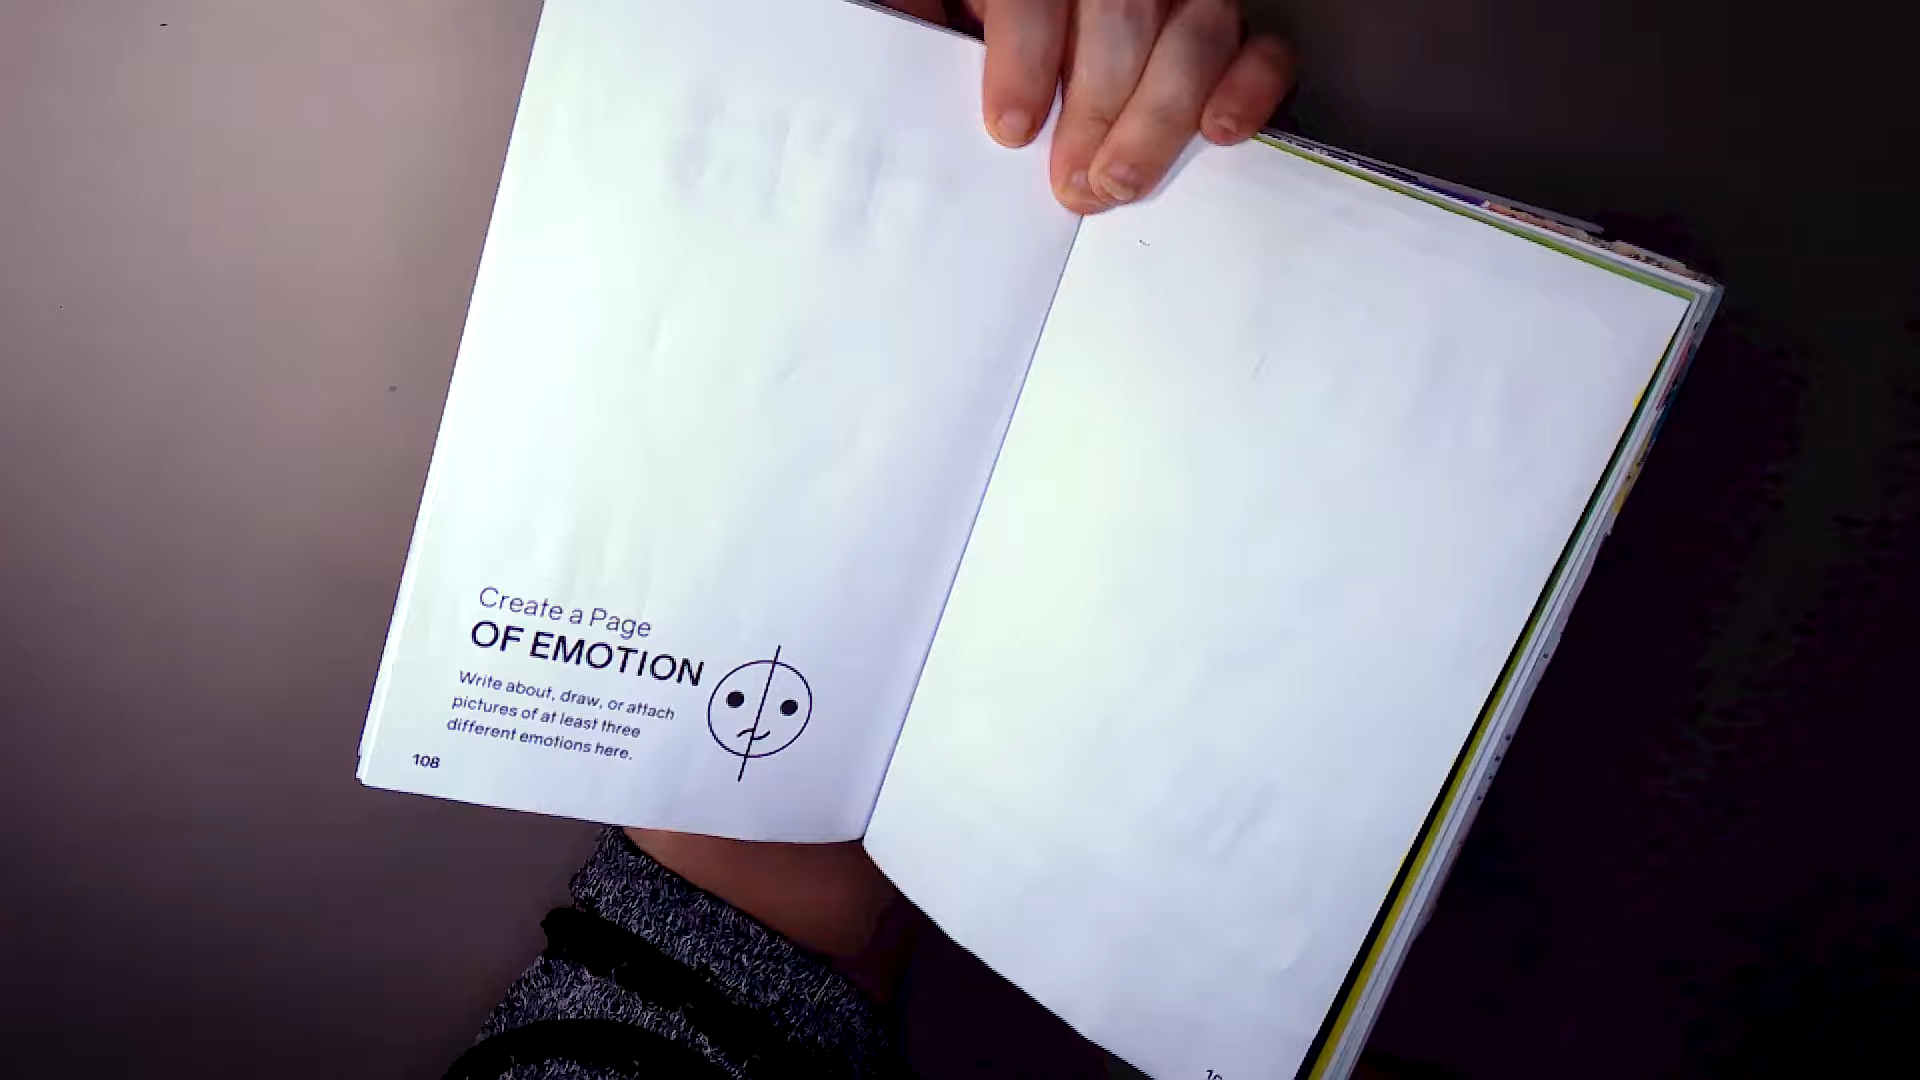 Create a Page
OF EMOTION
Write about, draw, or attach
pictures of at least three
different emotions here.
108